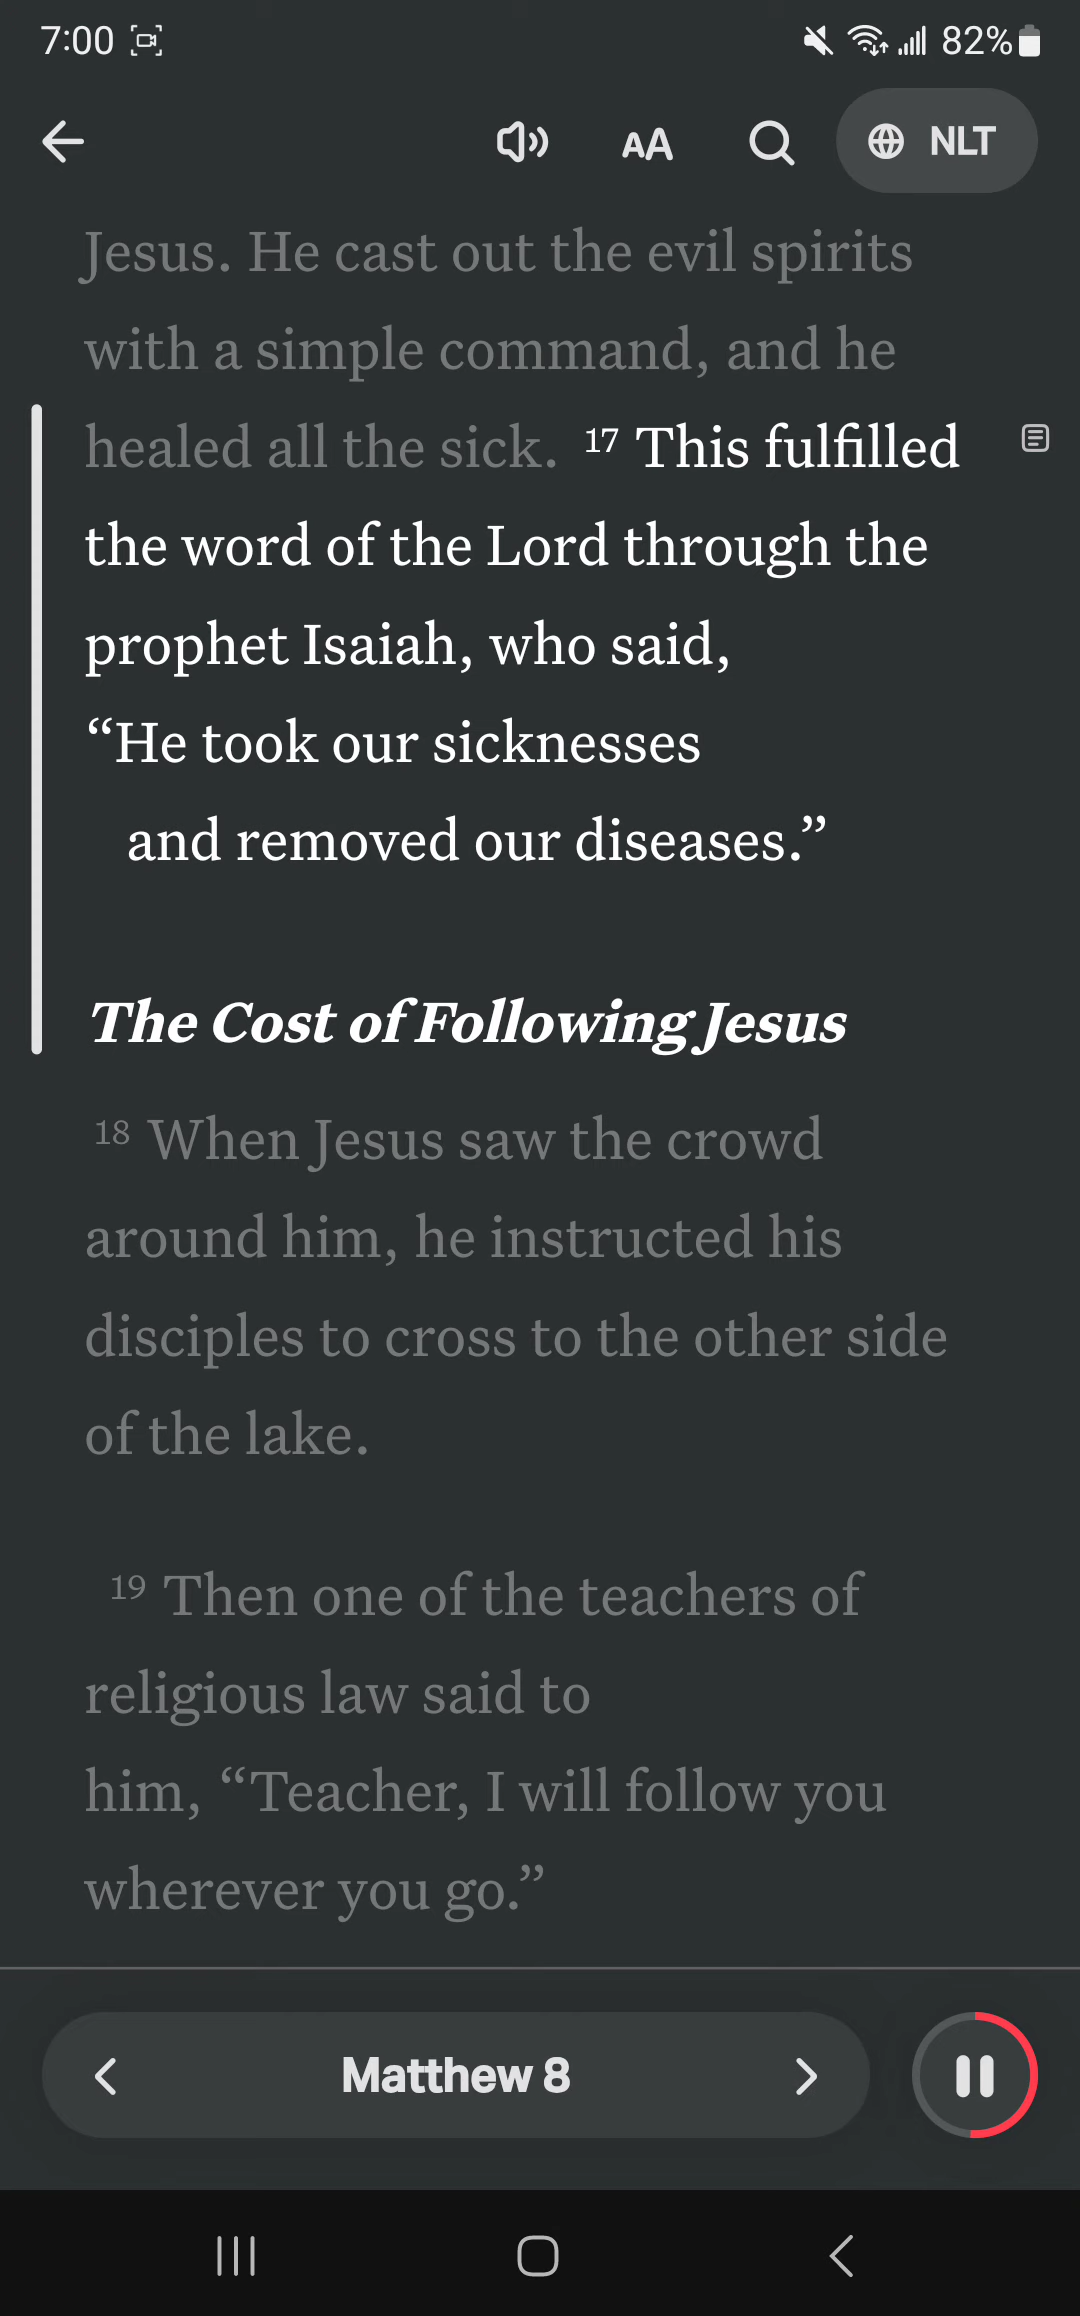 7:00 82%
AA NLT
Jesus. He cast out the evil spirits
with a simple command, and he
healed all the sick. 17 This fulfilled
the word of the Lord through the
prophet Isaiah, who said,
“He took our sicknesses
and removed our diseases.”
The Cost of Following Jesus
18 When Jesus saw the crowd
around him, he instructed his
disciples to cross to the other side
of the lake.
19 Then one of the teachers of
religious law said to
him, “Teacher, I will follow you
wherever you go.”
Matthew 8